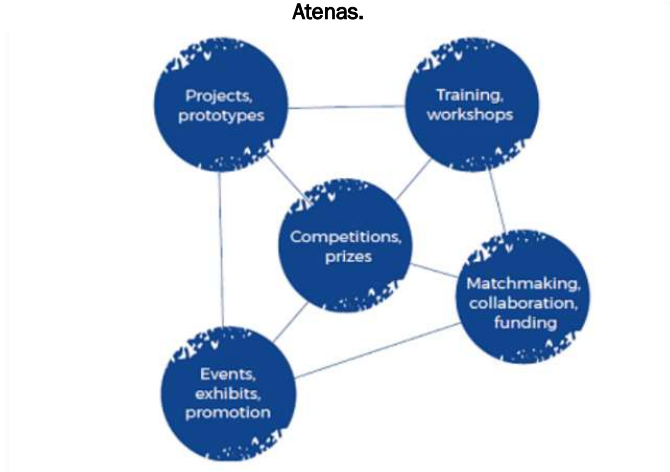 Atenas.
Projects,
prototypes
Training,
workshops
Competitions,
prizes
Matchmaking,
collaboration,
funding
Events,
exhibits,
promotion